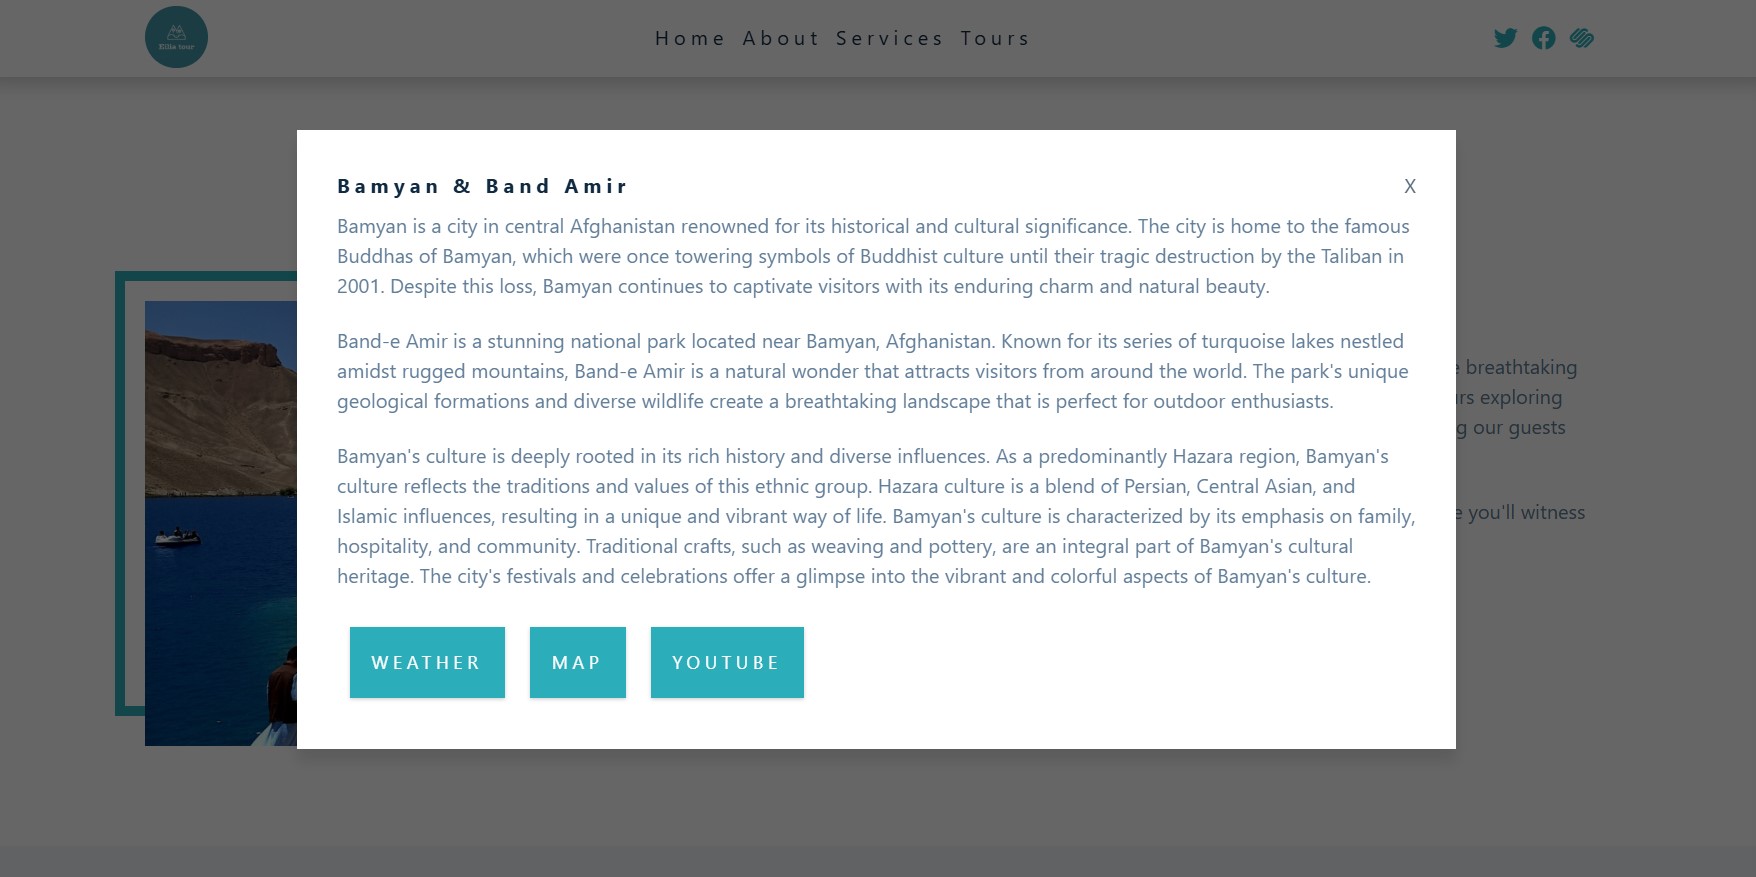 Ellia tour
Home About Services Tours
Bamyan & Band Amir
X
Bamyan is a city in central Afghanistan renowned for its historical and cultural significance. The city is home to the famous
Buddhas of Bamyan, which were once towering symbols of Buddhist culture until their tragic destruction by the Taliban in
2001. Despite this loss, Bamyan continues to captivate visitors with its enduring charm and natural beauty.
Band-e Amir is a stunning national park located near Bamyan, Afghanistan. Known for its series of turquoise lakes nestled
amidst rugged mountains, Band-e Amir is a natural wonder that attracts visitors from around the world. The park's unique
geological formations and diverse wildlife create a breathtaking landscape that is perfect for outdoor enthusiasts.
Bamyan's culture is deeply rooted in its rich history and diverse influences. As a predominantly Hazara region, Bamyan's
culture reflects the traditions and values of this ethnic group. Hazara culture is a blend of Persian, Central Asian, and
Islamic influences, resulting in a unique and vibrant way of life. Bamyan's culture is characterized by its emphasis on family,
hospitality, and community. Traditional crafts, such as weaving and pottery, are an integral part of Bamyan's cultural
heritage. The city's festivals and celebrations offer a glimpse into the vibrant and colorful aspects of Bamyan's culture.
WEATHER MAP YOUTUBE
breathtaking
exploring
our guests
you'll witness